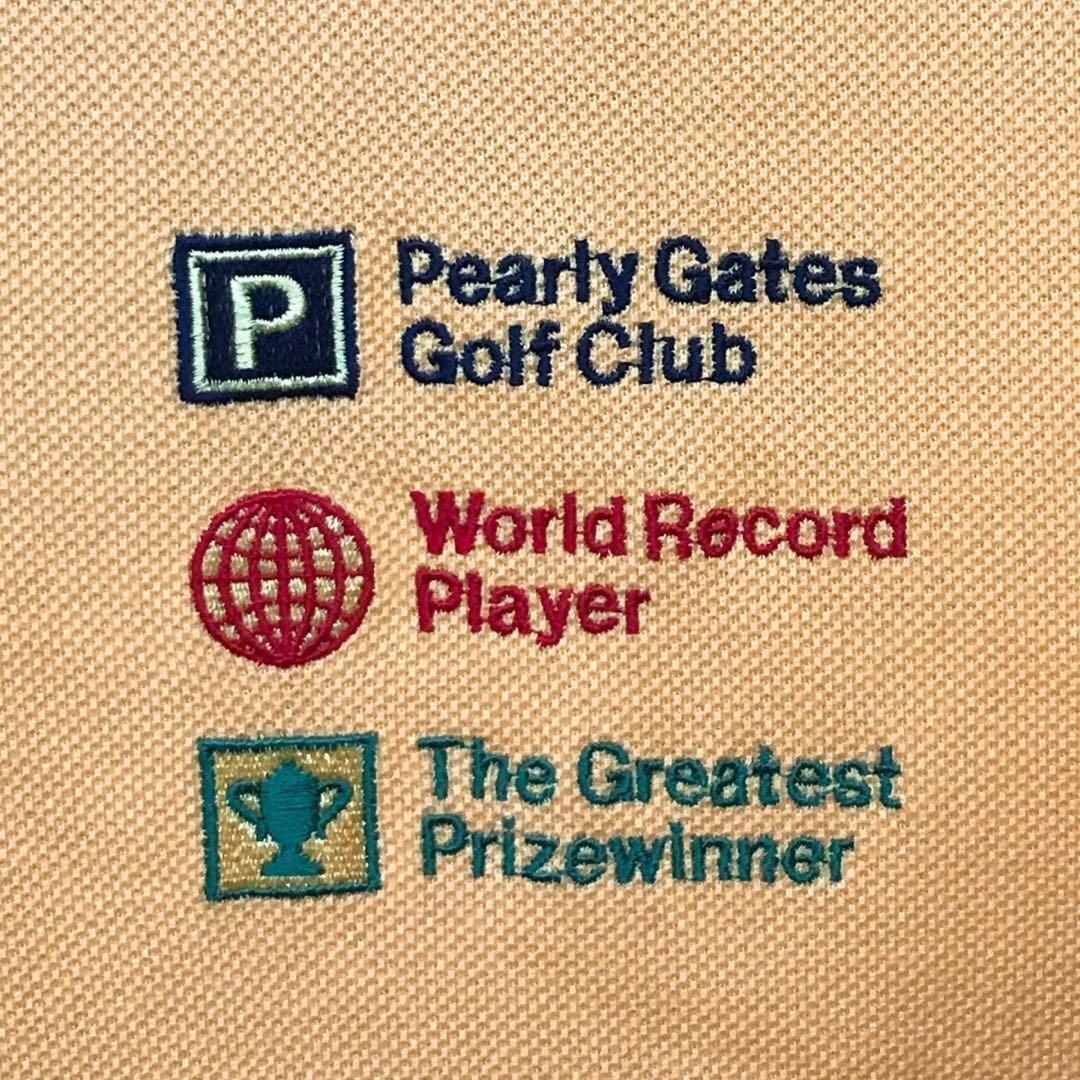 P
Pearly Gates
Golf Club
World Record
Player
The Greatest
Prizewinner